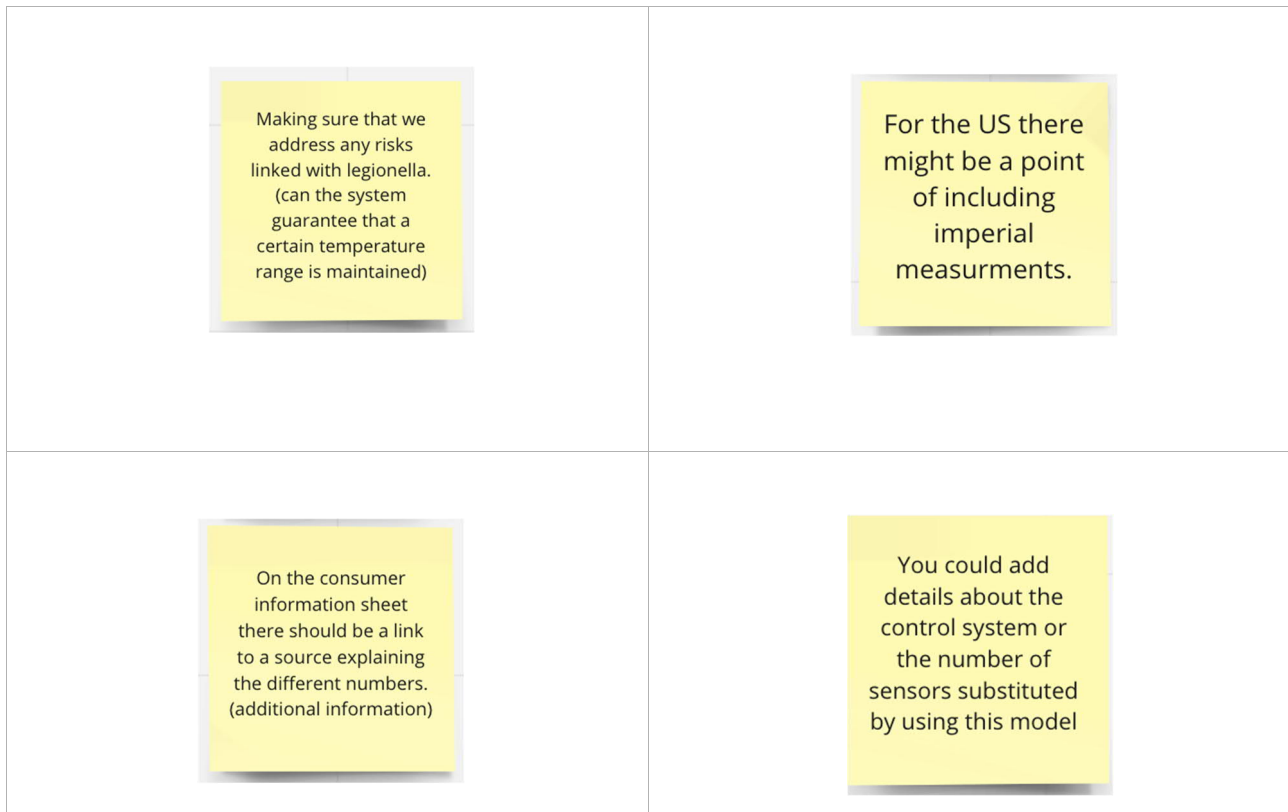 Making sure that we
address any risks
linked with legionella.
(can the system
guarantee that a
certain temperature
range is maintained)
For the US there
might be a point
of including
imperial
measurments.
On the consumer
information sheet
there should be a link
to a source explaining
the different numbers.
(additional information)
You could add
details about the
control system or
the number of
sensors substituted
by using this model